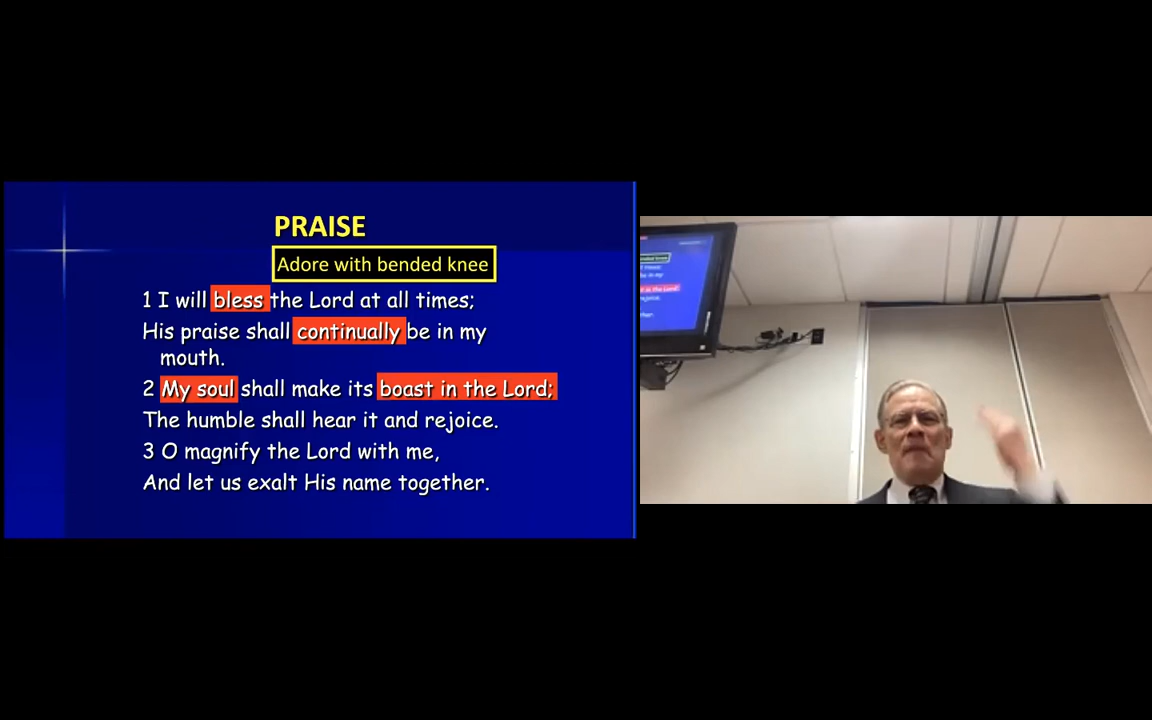 PRAISE
Adore with bended knee
1 I will bless the Lord at all times;
His praise shall continually be in my
mouth.
2 My soul shall make its boast in the Lord;
The humble shall hear it and rejoice.
3 O magnify the Lord with me,
And let us exalt His name together.